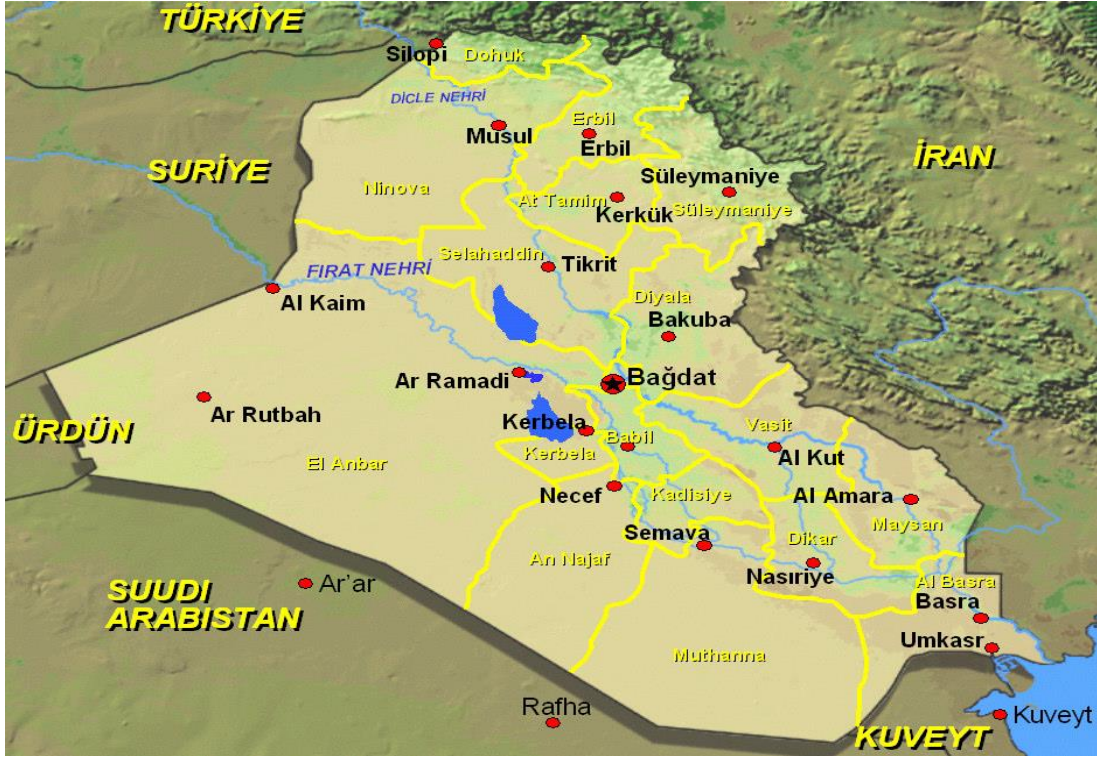 TÜRKİYE
Silopi
Dohuk
DİCLE NEHRİ
Musul
Erbil
Erbil
İRAN
SURİYE
Ninova
Süleymaniye
At Tamim
Kerkük
Süleymaniye
Selahaddin
Tikrit
FIRAT NEHRİ
Al Kaim
Diyala
Bakuba
Ar Ramadi
Bağdat
Ar Rutbah
ÜRDÜN
Kerbela
Babil
Vasit
Kerbela
El Anbar
Al Kut
Necef
Kadisiye
Al Amara
Maysan
Semava
Dikar
An Najaf
Nasıriye
Al Basra
Ar'ar
SUUDI
ARABISTAN
Basra
Umkasr
Muthanna
Rafha
Kuveyt
KUVEYT